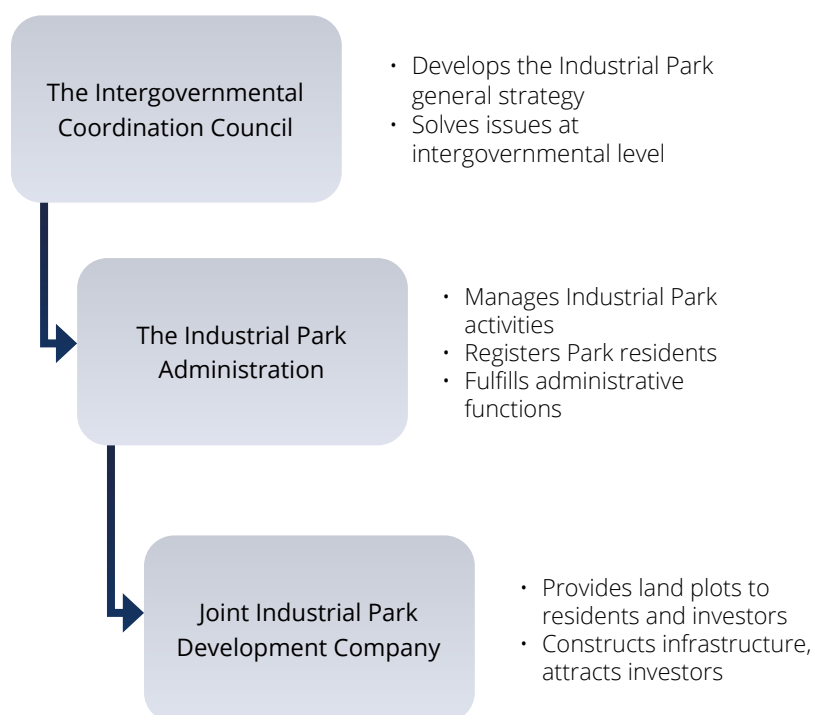 The Intergovernmental
Coordination Council
• Develops the Industrial Park
general strategy
• Solves issues at
intergovernmental level
The Industrial Park
Administration
• Manages Industrial Park
activities
• Registers Park residents
• Fulfills administrative
functions
Joint Industrial Park
Development Company
• Provides land plots to
residents and investors
• Constructs infrastructure,
attracts investors